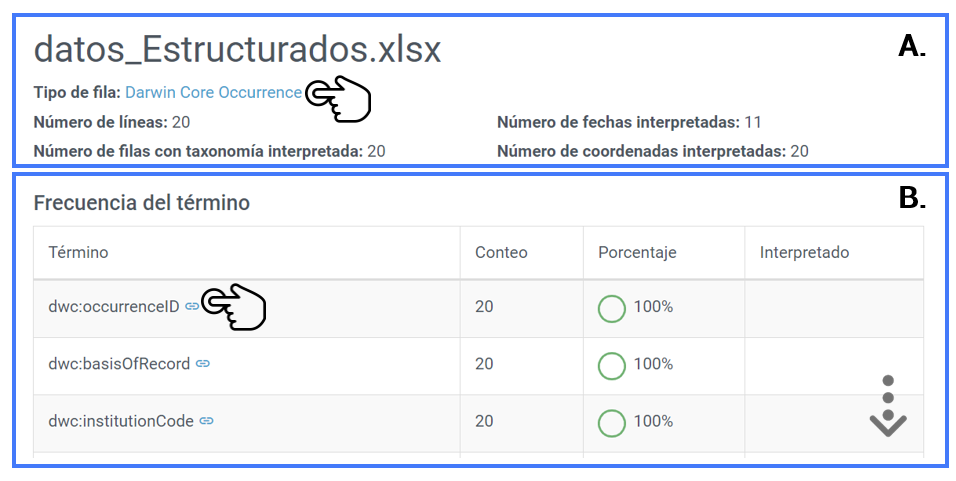 datos_Estructurados.xlsx
A.
Tipo de fila: Darwin Core Occurrence
Número de líneas: 20
Número de fechas interpretadas: 11
Número de filas con taxonomía interpretada: 20
Número de coordenadas interpretadas: 20
Frecuencia del término
B.
Término Conteo Porcentaje Interpretado
dwc:occurrenceID 20 100%
dwc:basisOfRecord 20 100%
dwc:institutionCode 20 100%